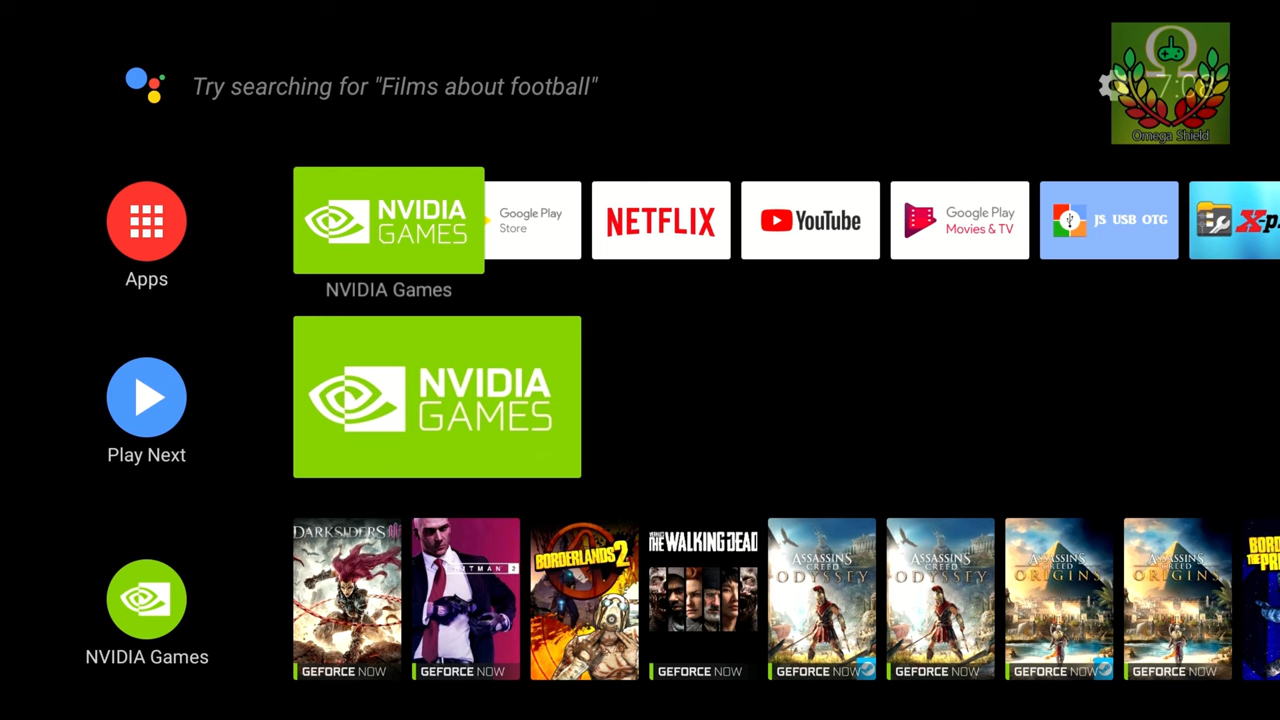 Try searching for "Films about football"
Ω
7:0
Omega Shield
NVIDIA
GAMES
Google Play
Store
NETFLIX
YouTube
Google Play
Movies & TV
JS USB OTG
X-p
Apps
NVIDIA Games
NVIDIA
GAMES
Play Next
DARKSIDERS III
HITMAN 2
BORDERLANDS 2
THE WALKING DEAD
ASSASSIN'S
CREED
ODYSSEY
ASSASSIN'S
CREED
ODYSSEY
ASSASSIN'S
CREED
ORIGINS
ASSASSIN'S
CREED
ORIGINS
GEFORCE NOW
GEFORCE NOW
GEFORCE NOW
GEFORCE NOW
GEFORCE NOW
GEFORCE NOW
GEFORCE NOW
NVIDIA Games